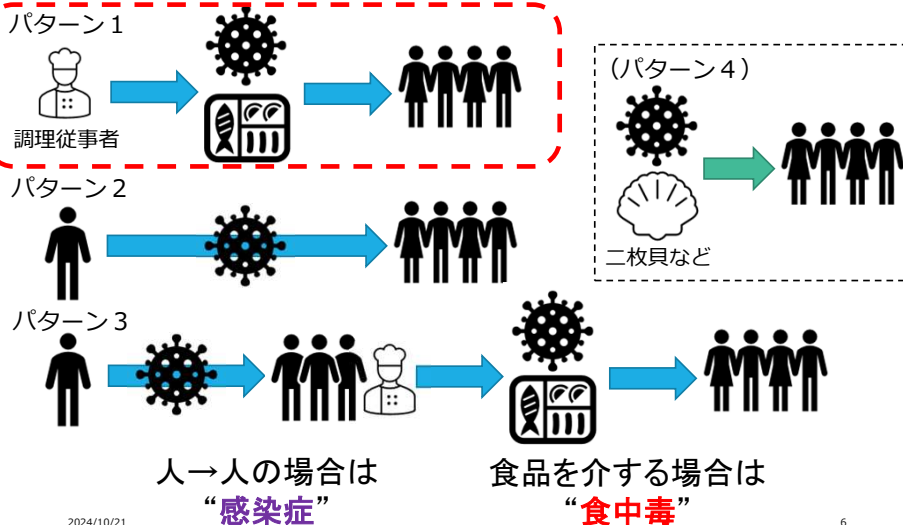 パターン１
調理従事者
（パターン４）
二枚貝など
パターン２
パターン３
人→人の場合は
“感染症”
食品を介する場合は
“食中毒”
2024/10/21
6